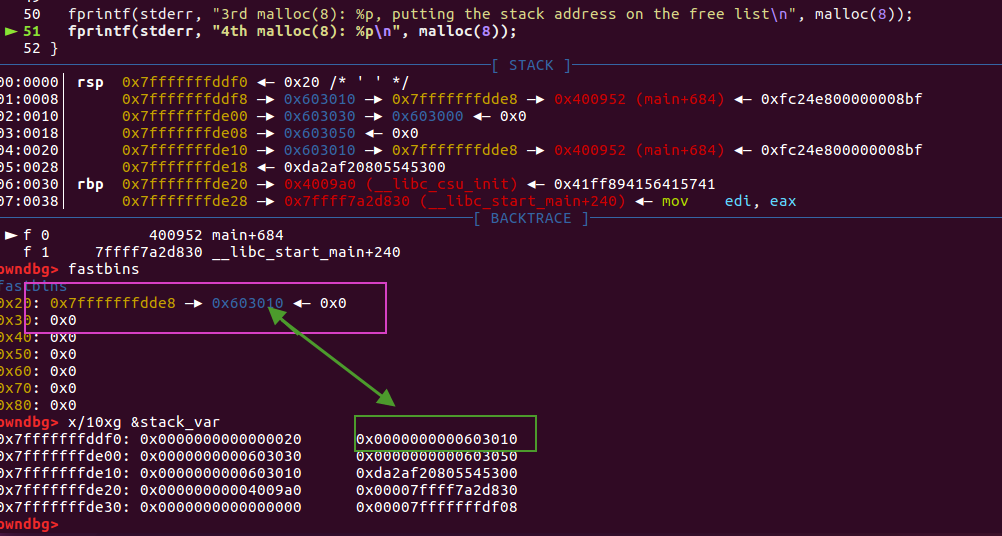 50   fprintf(stderr, "3rd malloc(8): %p, putting the stack address on the free list\n", malloc(8));
► 51   fprintf(stderr, "4th malloc(8): %p\n", malloc(8));
52 }
[ STACK ]
00:0000│ rsp  0x7fffffffddf0 ◄— 0x20 /* ' ' */
01:0008│      0x7fffffffddf8 —► 0x603010 —► 0x7fffffffdde8 —► 0x400952 (main+684) ◄— 0xfc24e800000008bf
02:0010│      0x7fffffffde00 —► 0x603030 —► 0x603000 ◄— 0x0
03:0018│      0x7fffffffde08 —► 0x603050 ◄— 0x0
04:0020│      0x7fffffffde10 —► 0x603010 —► 0x7fffffffdde8 —► 0x400952 (main+684) ◄— 0xfc24e800000008bf
05:0028│      0x7fffffffde18 ◄— 0xda2af20805545300
06:0030│ rbp  0x7fffffffde20 —► 0x4009a0 (__libc_csu_init) ◄— 0x41ff894156415741
07:0038│      0x7fffffffde28 —► 0x7ffff7a2d830 (__libc_start_main+240) ◄— mov    edi, eax
[ BACKTRACE ]
► f 0           400952 main+684
f 1     7ffff7a2d830 __libc_start_main+240
pwndbg> fastbins
fastbins
0x20: 0x7fffffffdde8 —► 0x603010 ◄— 0x0
0x30: 0x0
0x40: 0x0
0x50: 0x0
0x60: 0x0
0x70: 0x0
0x80: 0x0
pwndbg> x/10xg &stack_var
0x7fffffffddf0: 0x0000000000000020      0x0000000000603010
0x7fffffffde00: 0x0000000000603030      0x0000000000603050
0x7fffffffde10: 0x0000000000603010      0xda2af20805545300
0x7fffffffde20: 0x00000000004009a0      0x00007ffff7a2d830
0x7fffffffde30: 0x0000000000000000      0x00007fffffffdf08
pwndbg>